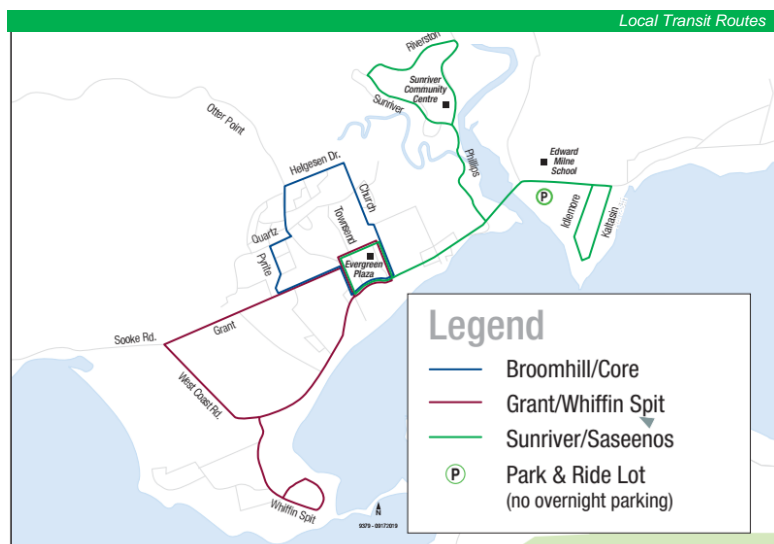 Local Transit Routes
Riverston
Sunriver
Community
Centre
Sunriver
Otter Point
Phillips
Edward
Milne
School
Helgesen Dr.
Church
P
Idlemore
Kaltasin
Townsend
Quartz
Pyrite
Evergreen
Plaza
Grant
Sooke Rd.
West Coast Rd.
Whiffin Spit
N
9379 - 09172019
Legend
Broomhill/Core
Grant/Whiffin Spit
Sunriver/Saseenos
P Park & Ride Lot
(no overnight parking)